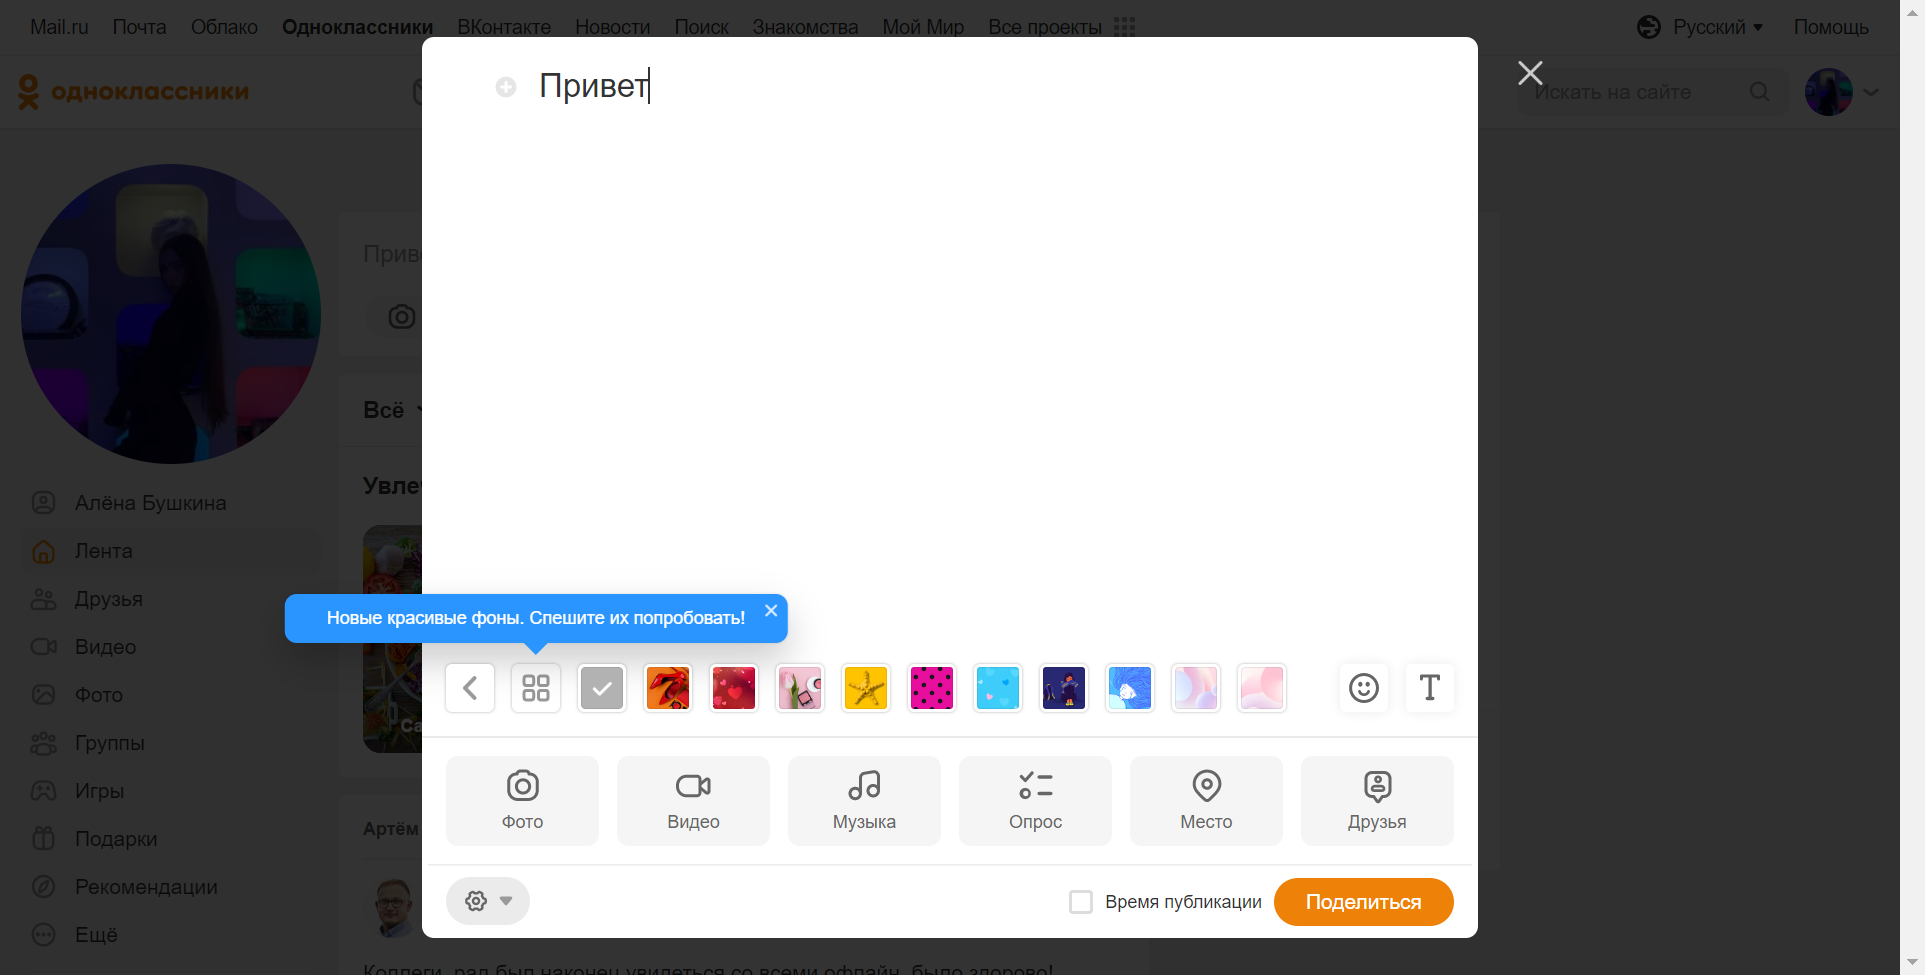 Mail.ru Почта Облако Одноклассники ВКонтакте Новости Поиск Знакомства Мой Мир Все проекты Русский Помощь
одноклассники
Искать на сайте
Привет
Всё
Алёна Бушкина
Лента
Друзья
Видео
Фото
Группы
Игры
Подарки
Рекомендации
Ещё
Новые красивые фоны. Спешите их попробовать!
T
Фото Видео Музыка Опрос Место Друзья
Артём
Время публикации Поделиться
Коллеги, рад был наконец увидеться со всеми офлайн, было здорово!